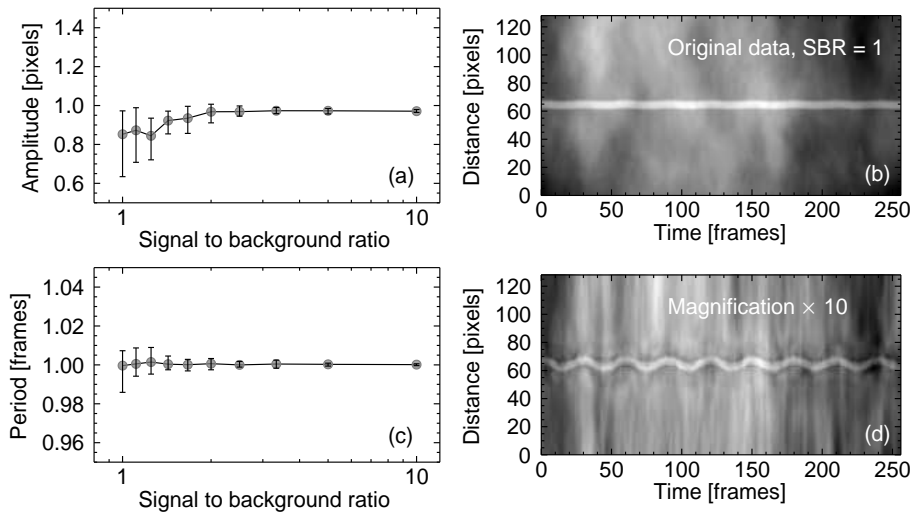 Amplitude [pixels]
1.4
1.2
1.0
0.8
0.6
(a)
1
10
Signal to background ratio
Distance [pixels]
120
100
80
60
40
20
0
Original data, SBR = 1
(b)
0
50
100
150
200
250
Time [frames]
Period [frames]
1.04
1.02
1.00
0.98
0.96
(c)
1
10
Signal to background ratio
Distance [pixels]
120
100
80
60
40
20
0
Magnification × 10
(d)
0
50
100
150
200
250
Time [frames]